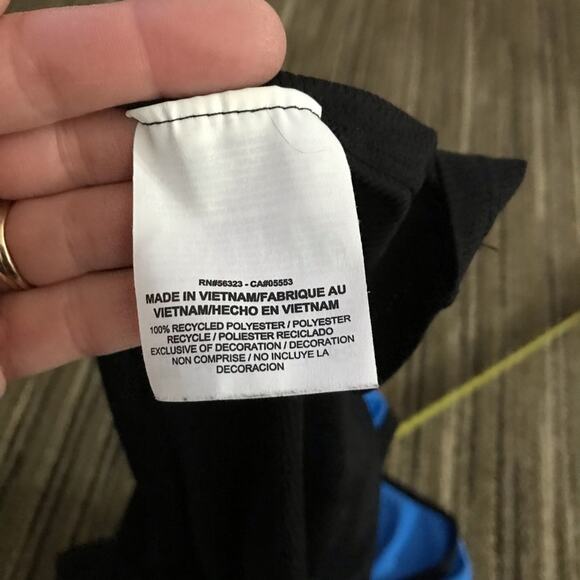 RN#56323 - CA#05553
MADE IN VIETNAM/FABRIQUE AU
VIETNAM/HECHO EN VIETNAM
100% RECYCLED POLYESTER / POLYESTER
RECYCLE / POLIESTER RECICLADO
EXCLUSIVE OF DECORATION / DECORATION
NON COMPRISE / NO INCLUYE LA
DECORACION